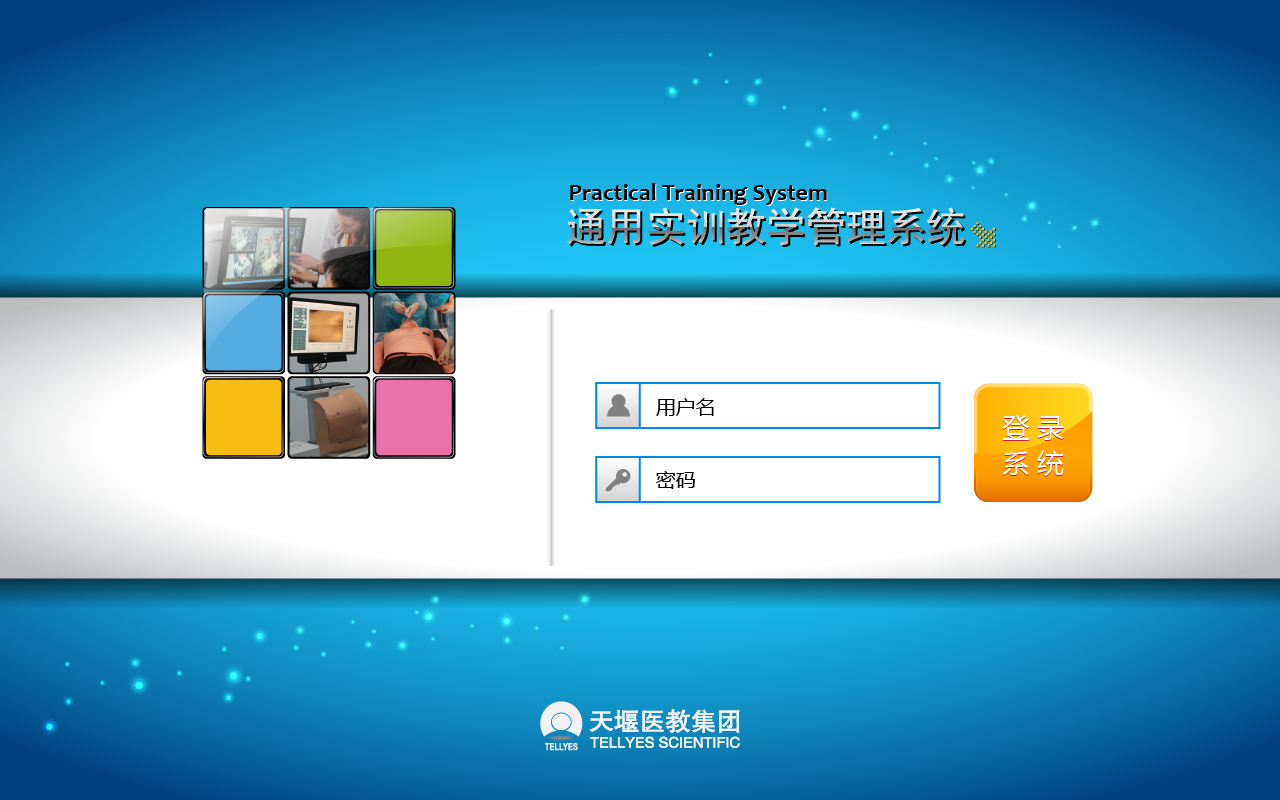 Practical Training System
通用实训教学管理系统
用户名
密码
登录
系统
天堰医教集团
TELLYES SCIENTIFIC
TELLYES